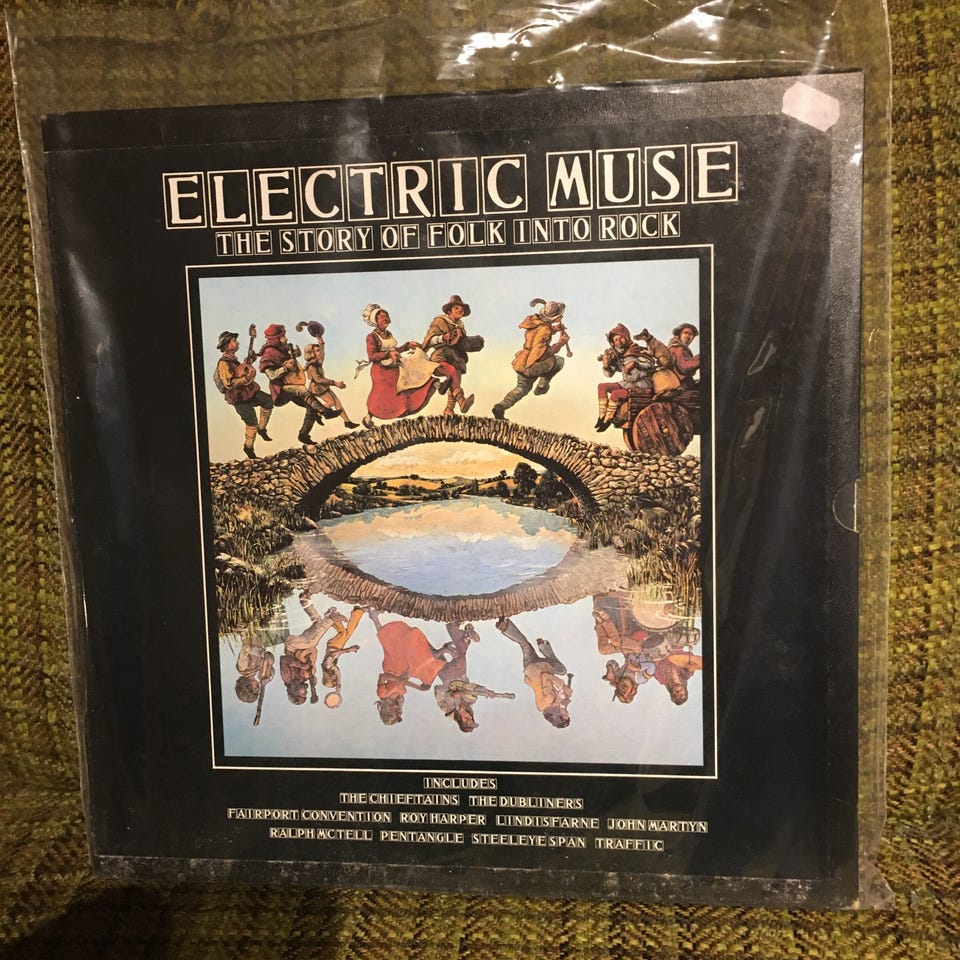 ELECTRIC MUSE
THE STORY OF FOLK INTO ROCK
INCLUDES
THE CHIEFTAINS THE DUBLINERS
FAIRPORT CONVENTION ROY HARPER LINDISFARNE JOHN MARTYN
RALPH MCTELL PENTANGLE STEELEYE SPAN TRAFFIC